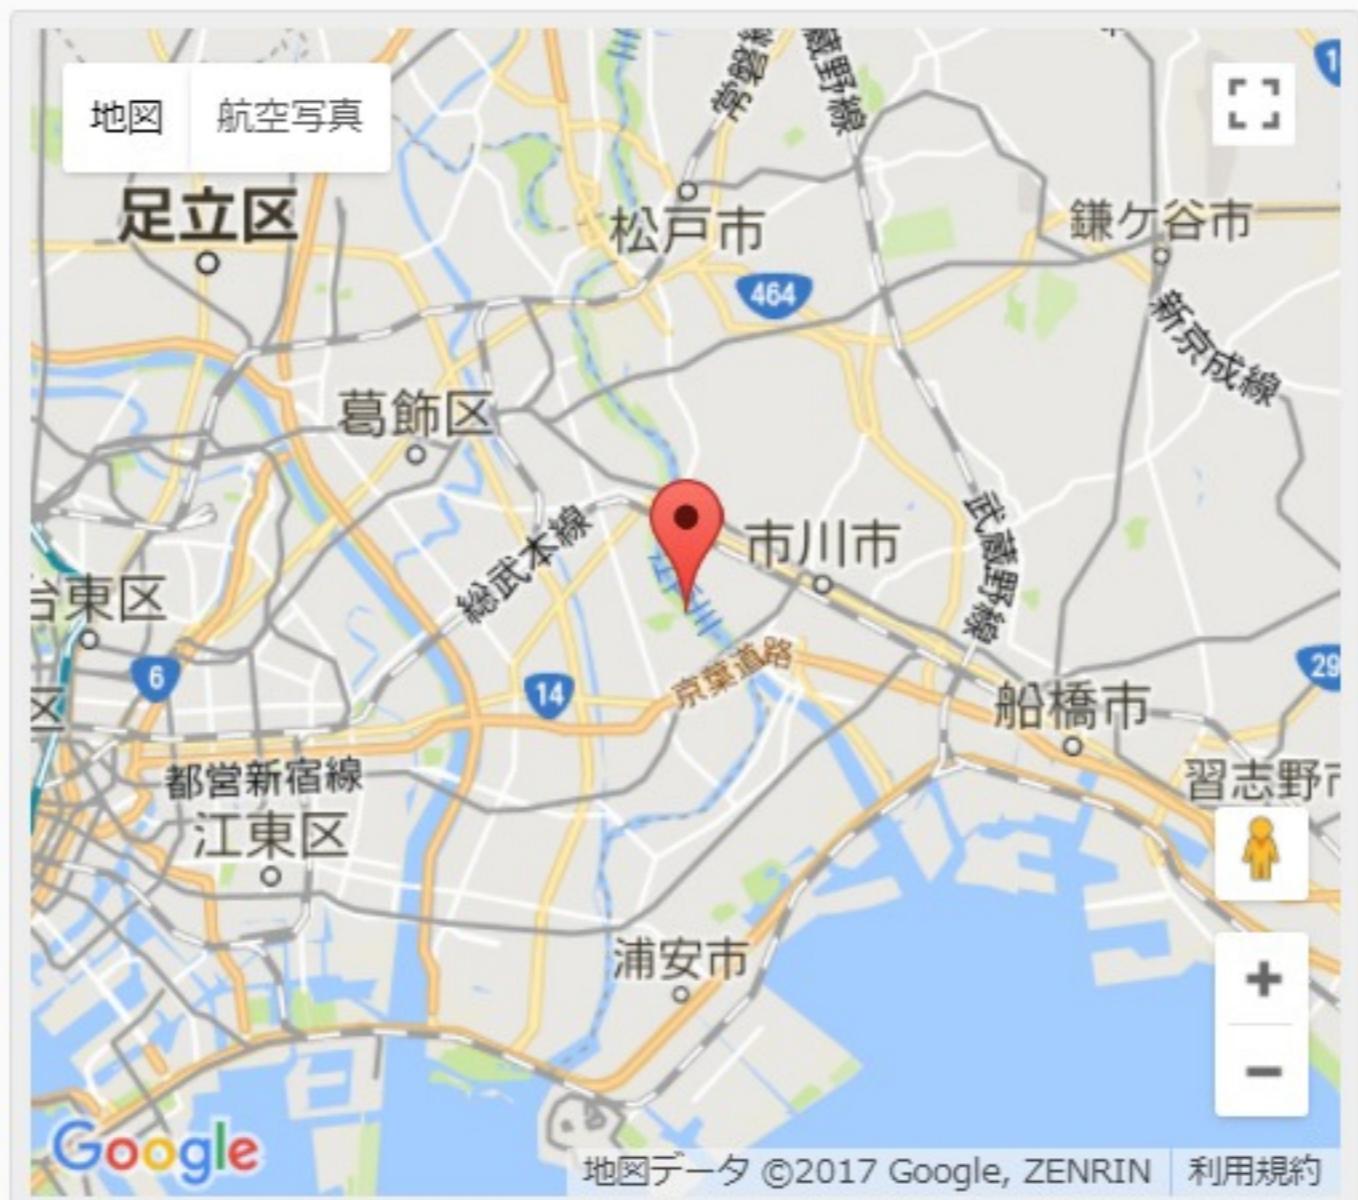 常磐線
武蔵野線
1
地図 航空写真
足立区
松戸市
鎌ケ谷市
464
新京成線
葛飾区
市川市
武蔵野線
総武本線
江戸川
台東区
6
14
京葉道路
29
区
船橋市
習志野市
都営新宿線
江東区
浦安市
+
−
Google
地図データ ©2017 Google, ZENRIN 利用規約